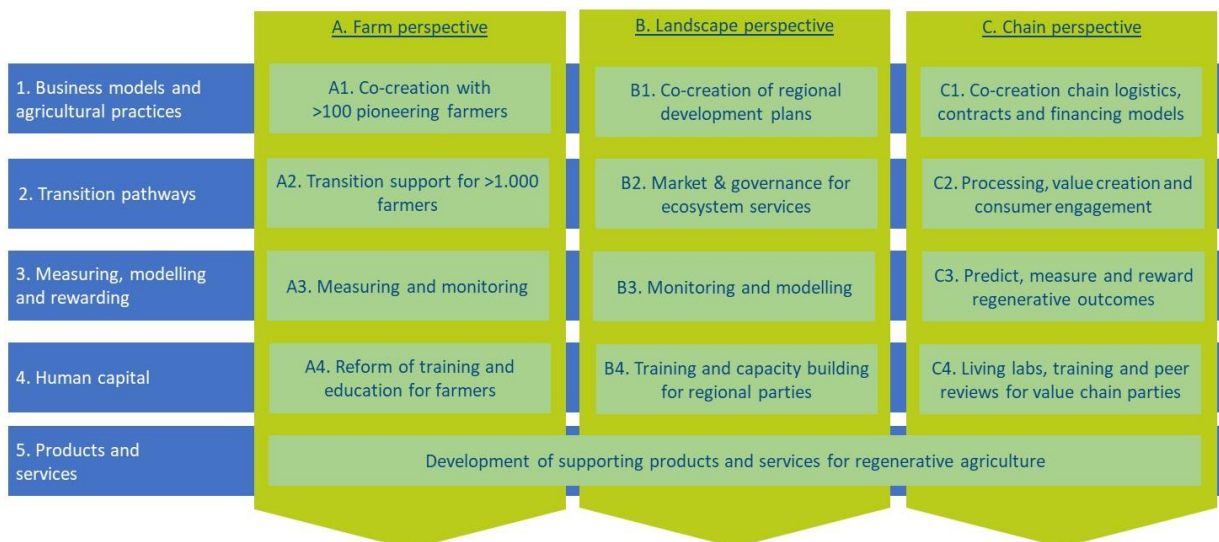 A. Farm perspective
B. Landscape perspective
C. Chain perspective
1. Business models and
agricultural practices
A1. Co-creation with
>100 pioneering farmers
B1. Co-creation of regional
development plans
C1. Co-creation chain logistics,
contracts and financing models
2. Transition pathways
A2. Transition support for >1.000
farmers
B2. Market & governance for
ecosystem services
C2. Processing, value creation and
consumer engagement
3. Measuring, modelling
and rewarding
A3. Measuring and monitoring
B3. Monitoring and modelling
C3. Predict, measure and reward
regenerative outcomes
4. Human capital
A4. Reform of training and
education for farmers
B4. Training and capacity building
for regional parties
C4. Living labs, training and peer
reviews for value chain parties
5. Products and
services
Development of supporting products and services for regenerative agriculture